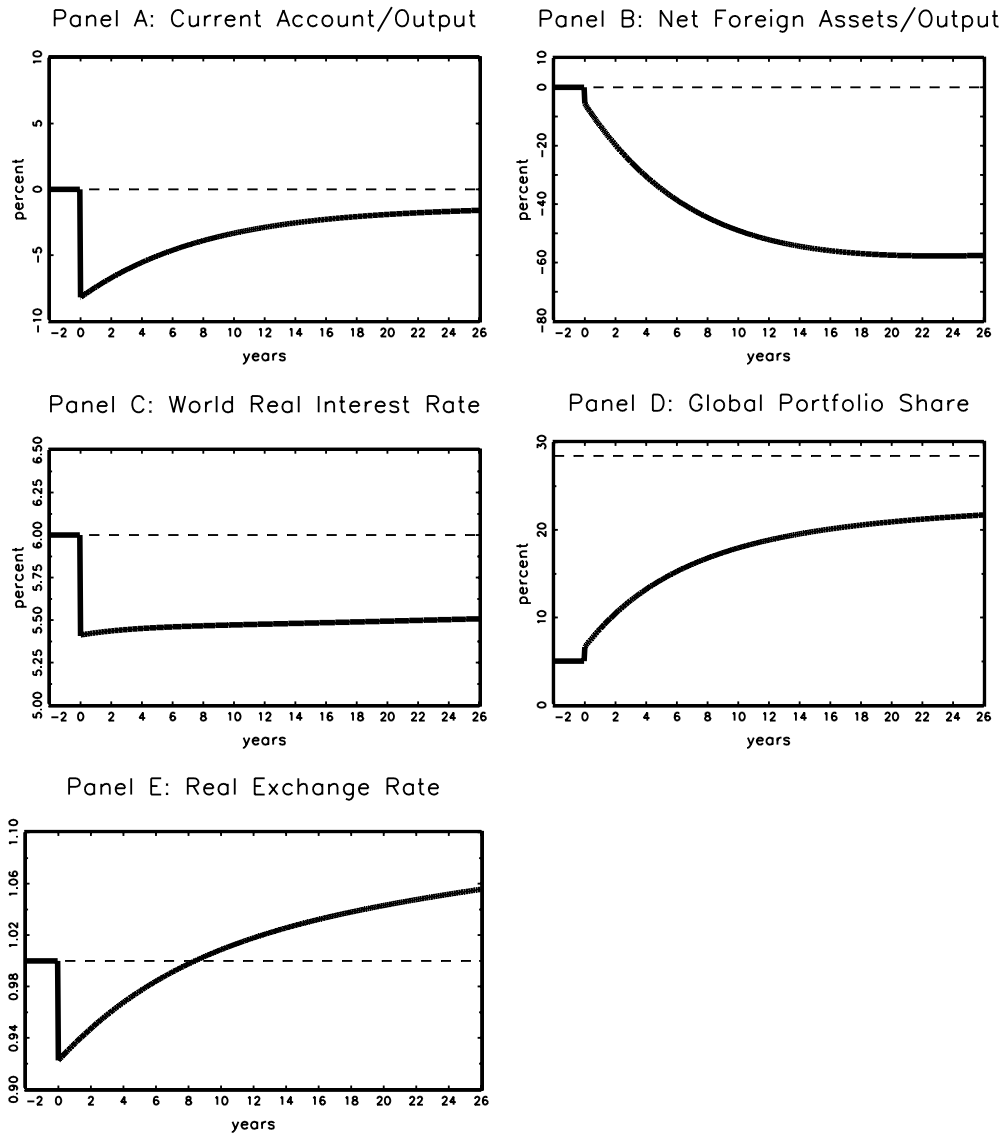 Panel A: Current Account/Output
percent
10
5
0
-5
-10
-2 0 2 4 6 8 10 12 14 16 18 20 22 24 26
years
Panel B: Net Foreign Assets/Output
percent
10
0
-20
-40
-60
-80
-2 0 2 4 6 8 10 12 14 16 18 20 22 24 26
years
Panel C: World Real Interest Rate
percent
6.50
6.25
6.00
5.75
5.50
5.25
5.00
-2 0 2 4 6 8 10 12 14 16 18 20 22 24 26
years
Panel D: Global Portfolio Share
percent
30
20
10
0
-2 0 2 4 6 8 10 12 14 16 18 20 22 24 26
years
Panel E: Real Exchange Rate
1.10
1.06
1.02
0.98
0.94
0.90
-2 0 2 4 6 8 10 12 14 16 18 20 22 24 26
years